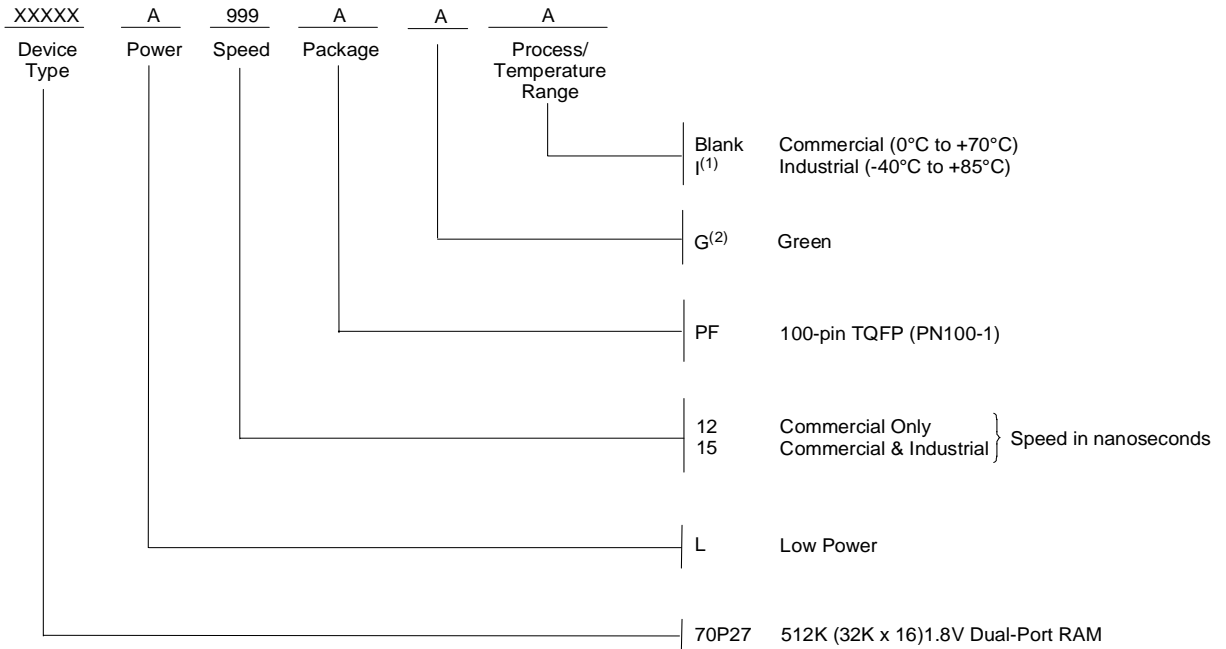 XXXXX A 999 A A A
Device Type Power Speed Package Process/ Temperature Range
Blank Commercial (0°C to +70°C)
I(1) Industrial (-40°C to +85°C)
G(2) Green
PF 100-pin TQFP (PN100-1)
12 Commercial Only
15 Commercial & Industrial
Speed in nanoseconds
L Low Power
70P27 512K (32K x 16)1.8V Dual-Port RAM